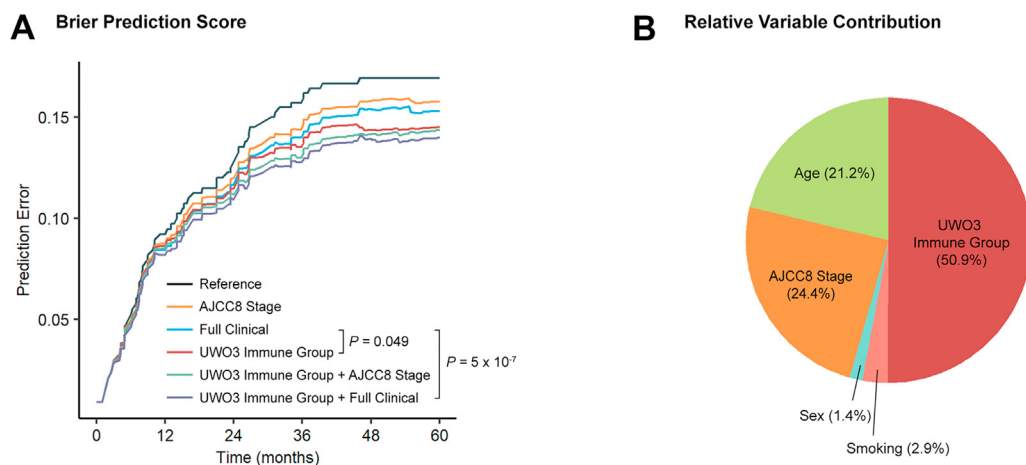 A Brier Prediction Score
Prediction Error
0.15
0.10
0.05
Reference
AJCC8 Stage
Full Clinical
UWO3 Immune Group
UWO3 Immune Group + AJCC8 Stage
UWO3 Immune Group + Full Clinical
P = 0.049
P = 5 x 10⁻⁷
0 12 24 36 48 60
Time (months)
B Relative Variable Contribution
Age (21.2%)
UWO3
Immune Group
(50.9%)
AJCC8 Stage
(24.4%)
Sex (1.4%)
Smoking (2.9%)